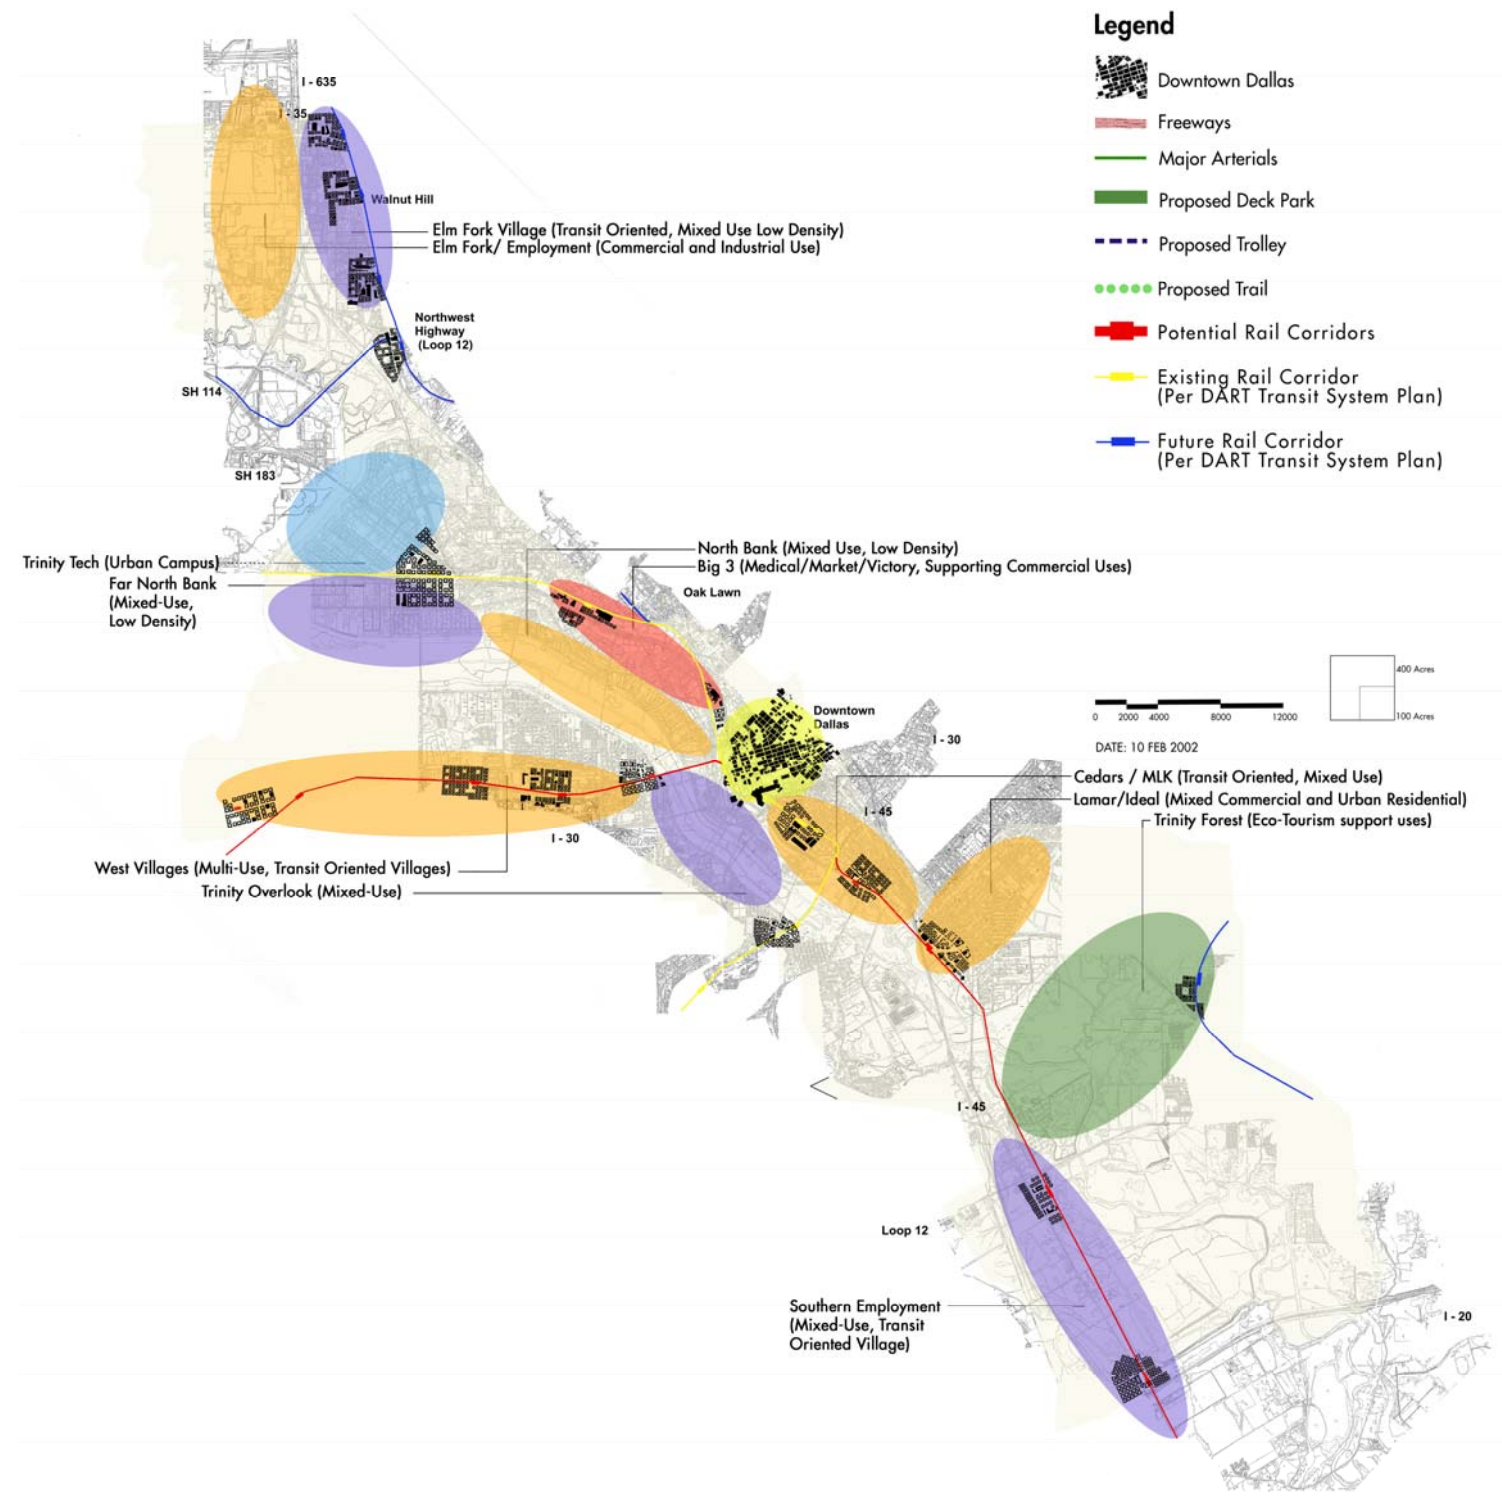 Legend
Downtown Dallas
Freeways
Major Arterials
Proposed Deck Park
Proposed Trolley
Proposed Trail
Potential Rail Corridors
Existing Rail Corridor
(Per DART Transit System Plan)
Future Rail Corridor
(Per DART Transit System Plan)
I - 635
I - 35
Walnut Hill
Elm Fork Village (Transit Oriented, Mixed Use Low Density)
Elm Fork/ Employment (Commercial and Industrial Use)
Northwest
Highway
(Loop 12)
SH 114
SH 183
Trinity Tech (Urban Campus)
Far North Bank
(Mixed-Use,
Low Density)
North Bank (Mixed Use, Low Density)
Big 3 (Medical/Market/Victory, Supporting Commercial Uses)
Oak Lawn
400 Acres
100 Acres
0 2000 4000 8000 12000
DATE: 10 FEB 2002
Downtown
Dallas
I - 30
Cedars / MLK (Transit Oriented, Mixed Use)
Lamar/Ideal (Mixed Commercial and Urban Residential)
Trinity Forest (Eco-Tourism support uses)
I - 45
I - 30
West Villages (Multi-Use, Transit Oriented Villages)
Trinity Overlook (Mixed-Use)
I - 45
Loop 12
Southern Employment
(Mixed-Use, Transit
Oriented Village)
I - 20